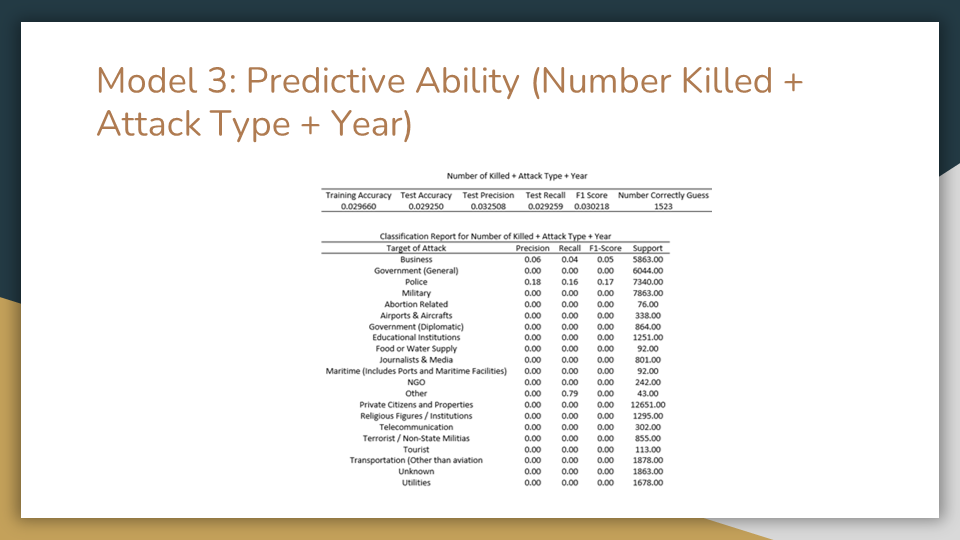 Model 3: Predictive Ability (Number Killed +
Attack Type + Year)
Number of Killed + Attack Type + Year
Training Accuracy Test Accuracy Test Precision Test Recall F1 Score Number Correctly Guess
0.029660 0.029250 0.032508 0.029259 0.030218 1523
Classification Report for Number of Killed + Attack Type + Year
Target of Attack Precision Recall F1-Score Support
Business 0.06 0.04 0.05 5863.00
Government (General) 0.00 0.00 0.00 6044.00
Police 0.18 0.16 0.17 7340.00
Military 0.00 0.00 0.00 7863.00
Abortion Related 0.00 0.00 0.00 76.00
Airports & Aircrafts 0.00 0.00 0.00 338.00
Government (Diplomatic) 0.00 0.00 0.00 864.00
Educational Institutions 0.00 0.00 0.00 1251.00
Food or Water Supply 0.00 0.00 0.00 92.00
Journalists & Media 0.00 0.00 0.00 801.00
Maritime (Includes Ports and Maritime Facilities) 0.00 0.00 0.00 92.00
NGO 0.00 0.00 0.00 242.00
Other 0.00 0.79 0.00 43.00
Private Citizens and Properties 0.00 0.00 0.00 12651.00
Religious Figures / Institutions 0.00 0.00 0.00 1295.00
Telecommunication 0.00 0.00 0.00 302.00
Terrorist / Non-State Militias 0.00 0.00 0.00 855.00
Tourist 0.00 0.00 0.00 113.00
Transportation (Other than aviation 0.00 0.00 0.00 1878.00
Unknown 0.00 0.00 0.00 1863.00
Utilities 0.00 0.00 0.00 1678.00